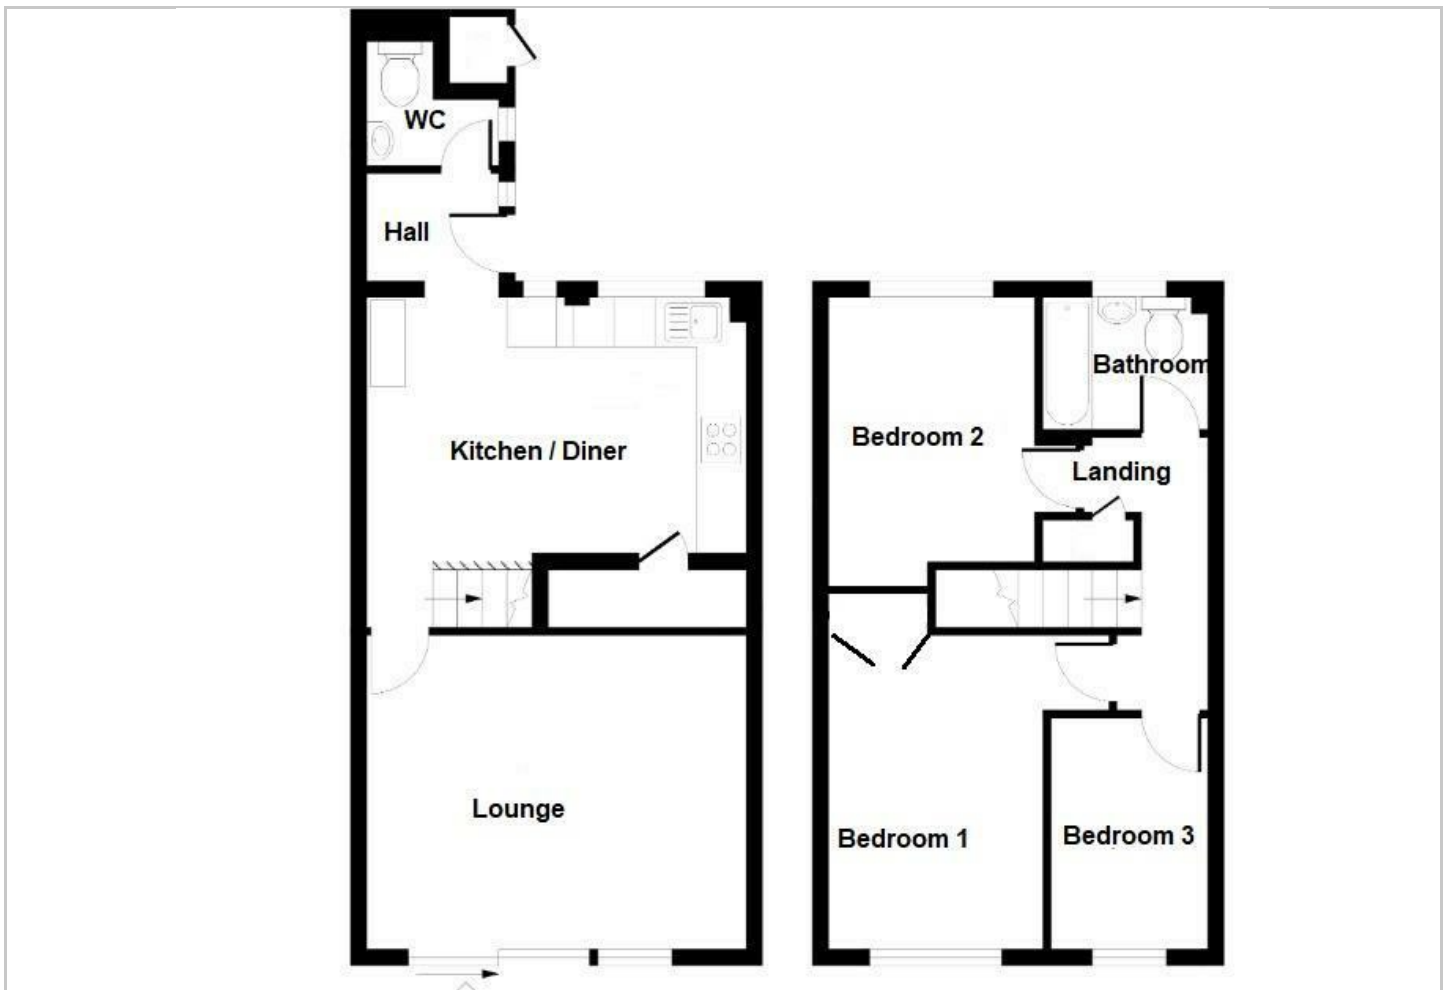 WC
Hall
Kitchen / Diner
Lounge
Bathroom
Bedroom 2
Landing
Bedroom 1
Bedroom 3